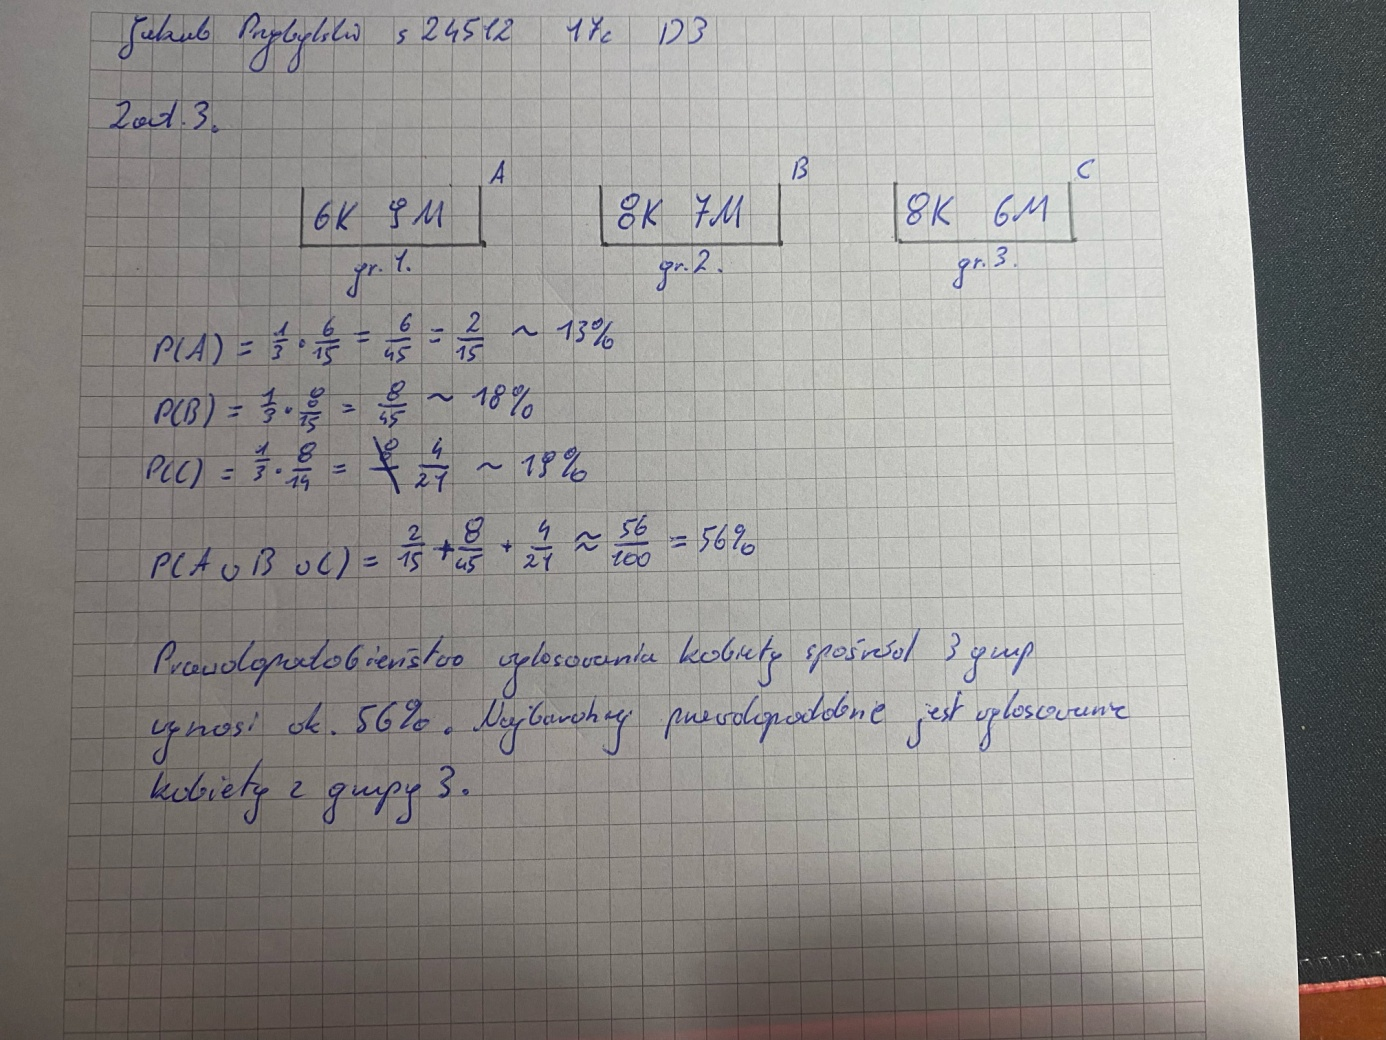 Jakub Przybylski s24512 17c D3
Zad. 3.
A B C
6K 9M 8K 7M 8K 6M
gr. 1. gr. 2. gr. 3.
P(A) = 1/3 · 6/15 = 6/45 = 2/15 ~ 13%
P(B) = 1/3 · 8/15 = 8/45 ~ 18%
P(C) = 1/3 · 8/14 = 4/21 ~ 19%
P(A ∪ B ∪ C) = 2/15 + 8/45 + 4/21 ≈ 56/100 = 56%
Prawdopodobieństwo wylosowania kobiety spośród 3 grup
wynosi ok. 56%. Najbardziej prawdopodobne jest wylosowanie
kobiety z grupy 3.